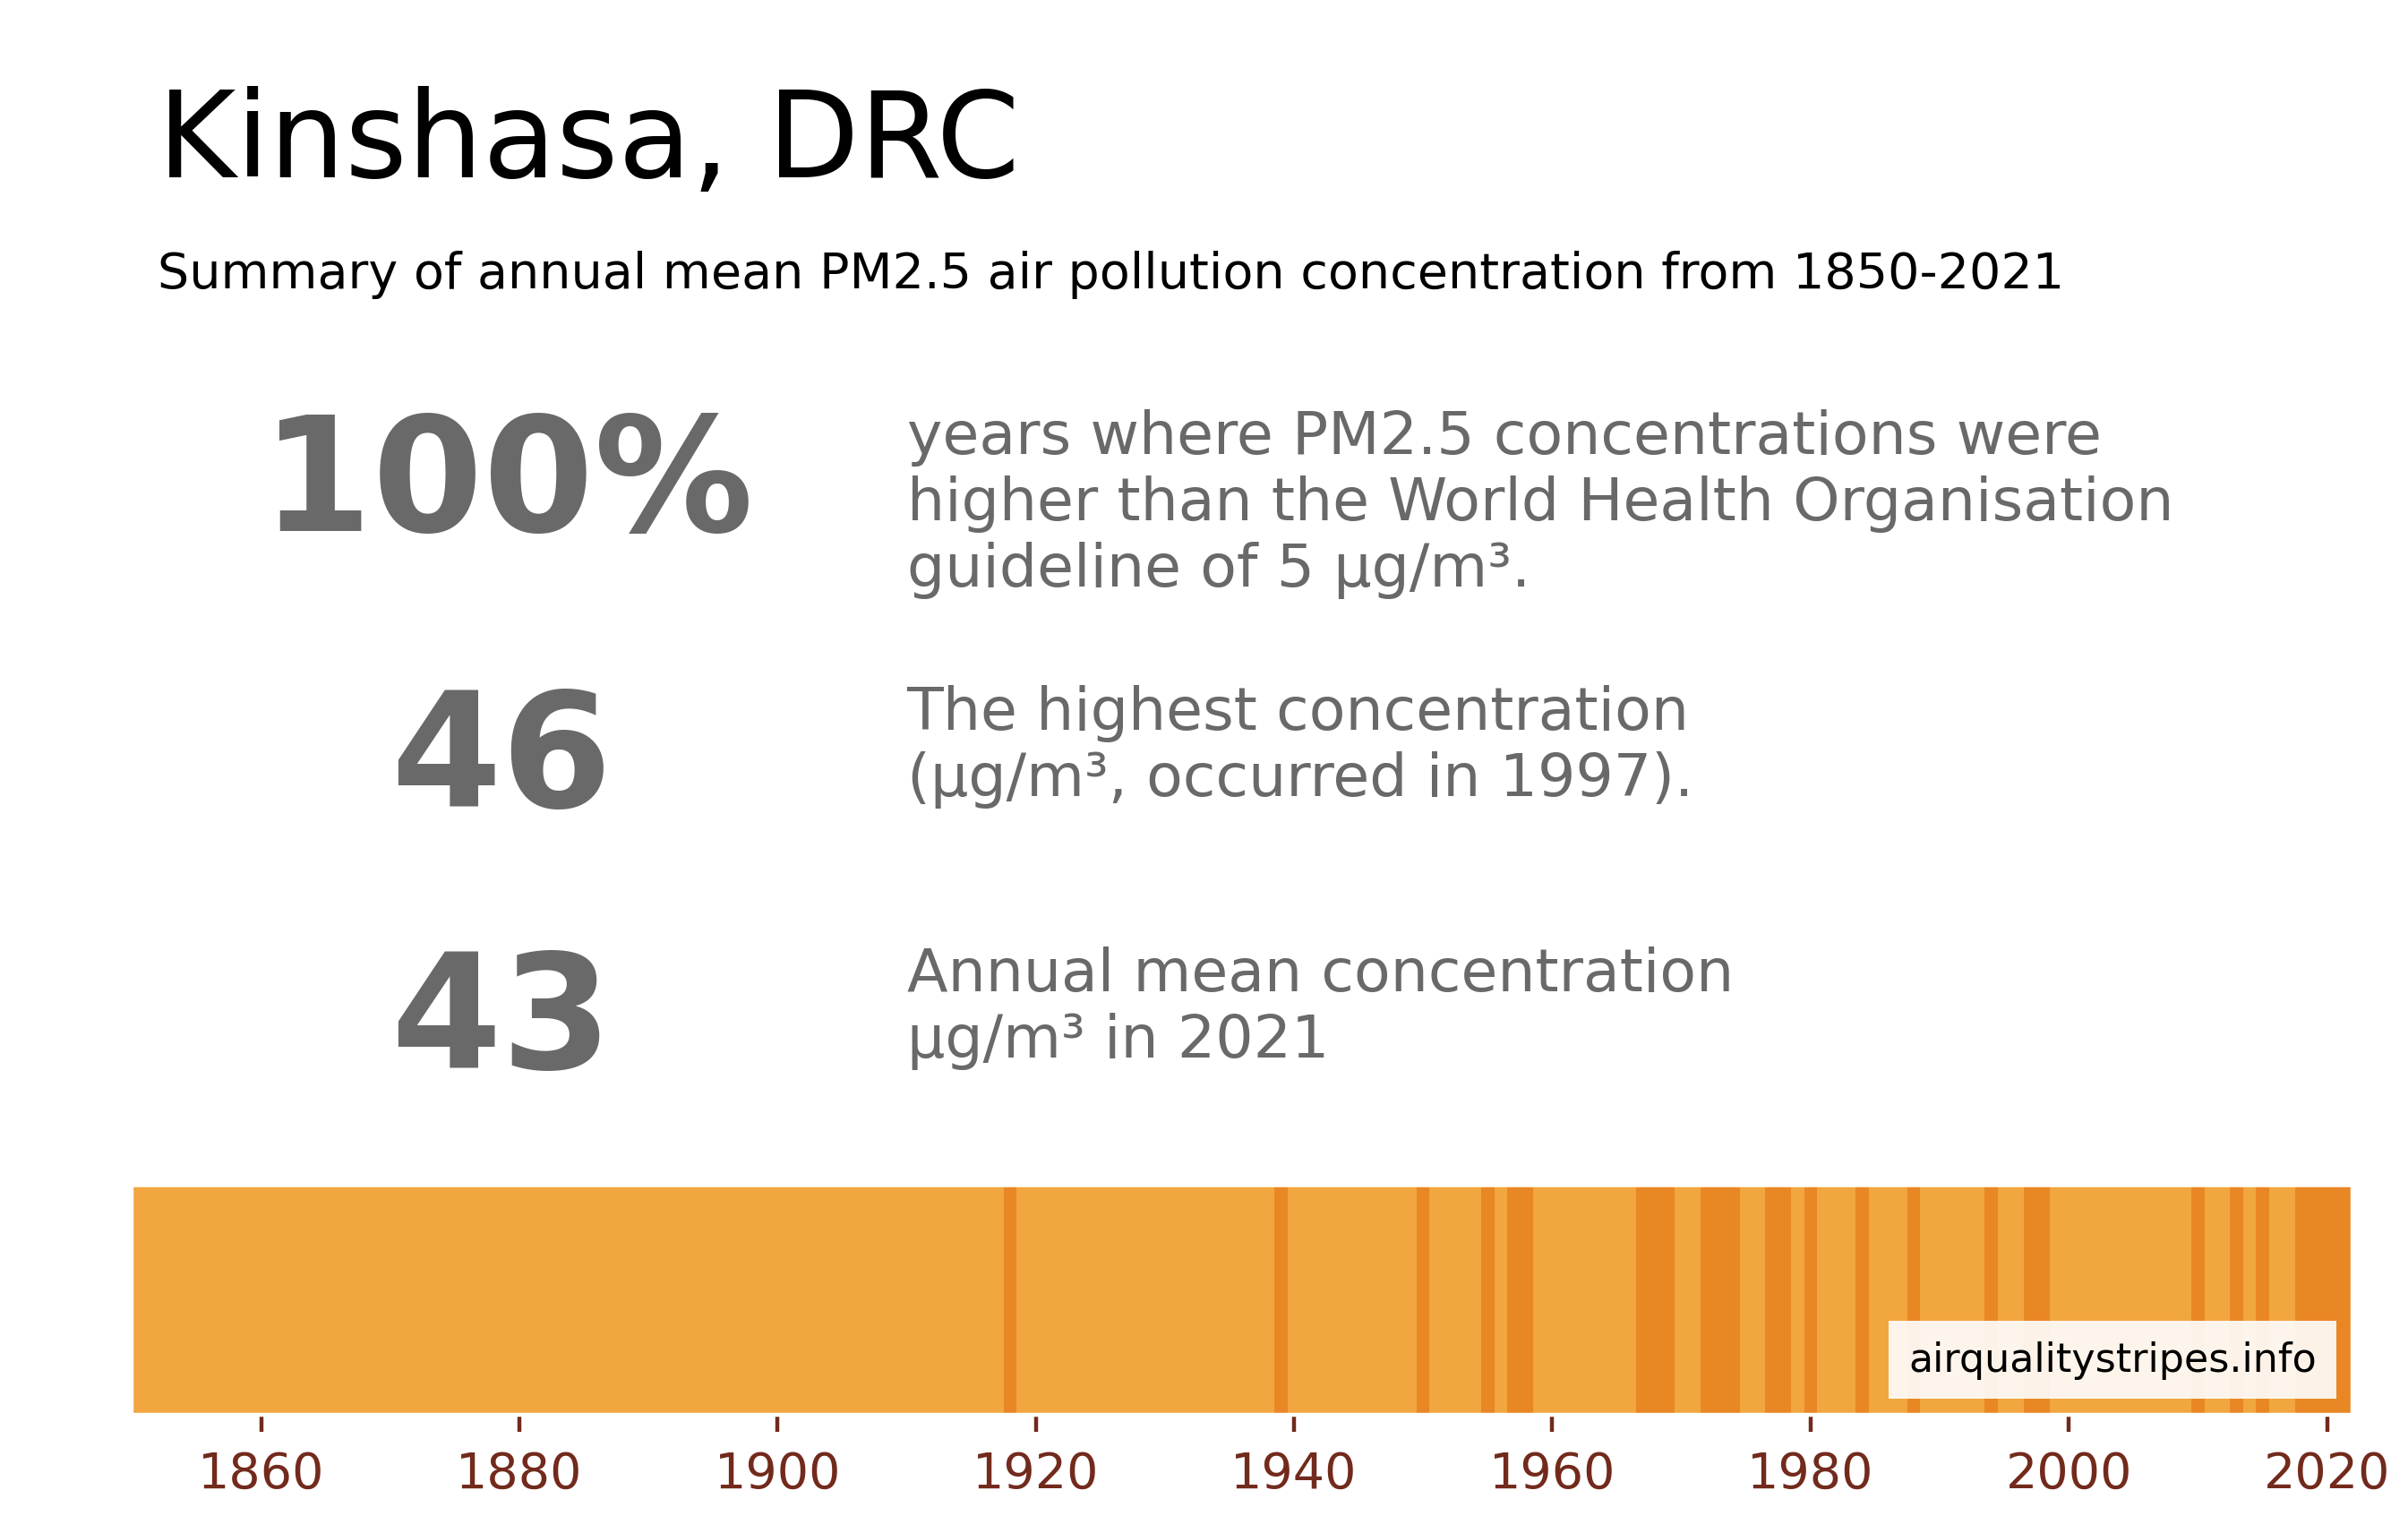 Kinshasa, DRC
Summary of annual mean PM2.5 air pollution concentration from 1850-2021
100%
years where PM2.5 concentrations were
higher than the World Health Organisation
guideline of 5 µg/m³.
46
The highest concentration
(µg/m³, occurred in 1997).
43
Annual mean concentration
µg/m³ in 2021
airqualitystripes.info
1860 1880 1900 1920 1940 1960 1980 2000 2020